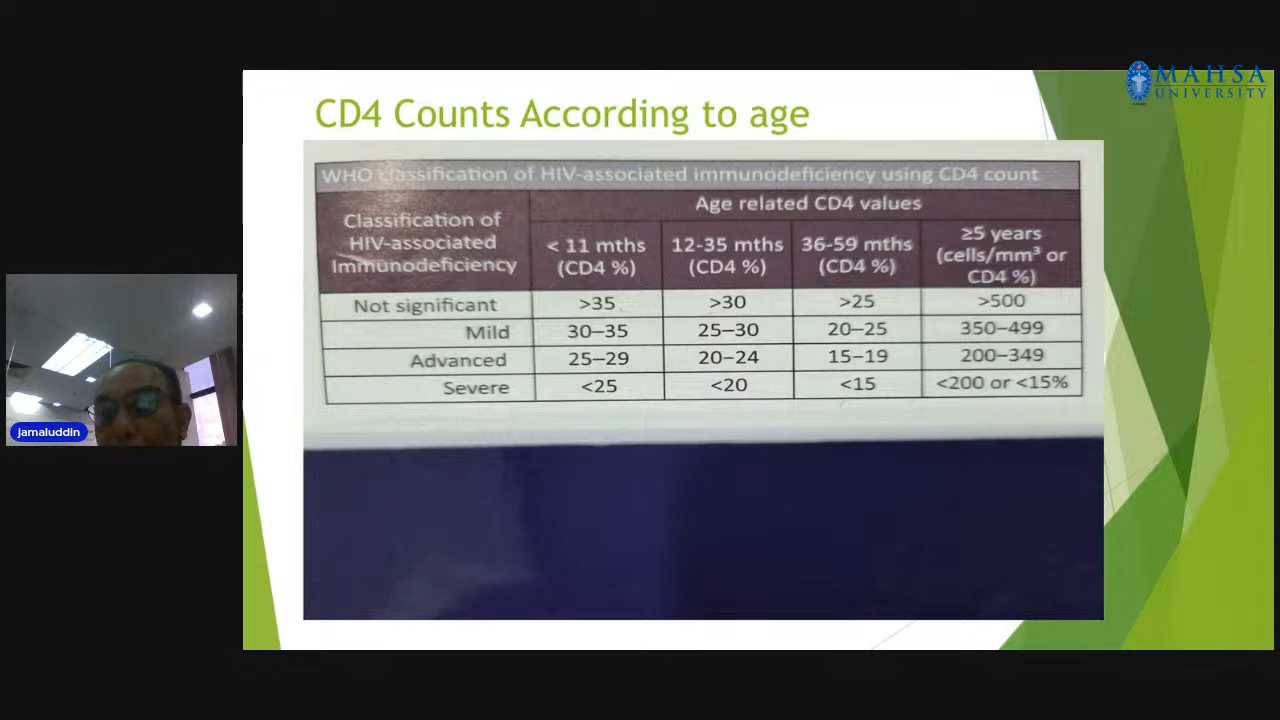 MAHSA
UNIVERSITY
CD4 Counts According to age
WHO classification of HIV-associated immunodeficiency using CD4 count
Classification of
HIV-associated
Immunodeficiency
Age related CD4 values
< 11 mths
(CD4 %)
12-35 mths
(CD4 %)
36-59 mths
(CD4 %)
≥5 years
(cells/mm³ or
CD4 %)
Not significant >35 >30 >25 >500
Mild 30–35 25–30 20–25 350–499
Advanced 25–29 20–24 15–19 200–349
Severe <25 <20 <15 <200 or <15%
jamaluddin